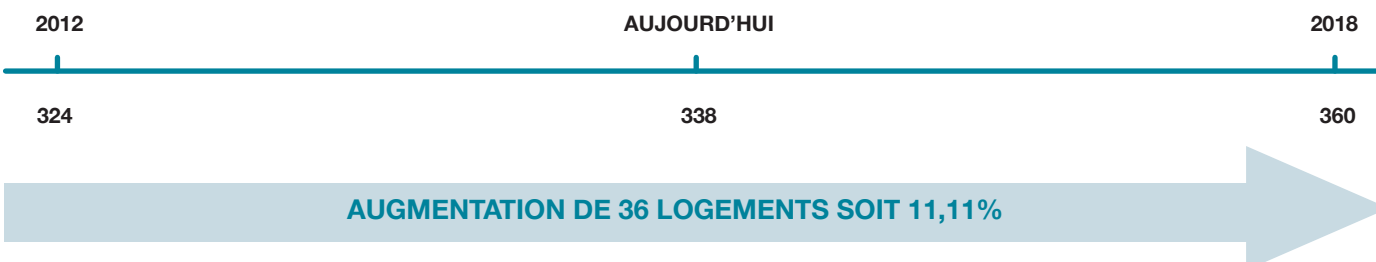 2012 AUJOURD'HUI 2018
324 338 360
AUGMENTATION DE 36 LOGEMENTS SOIT 11,11%